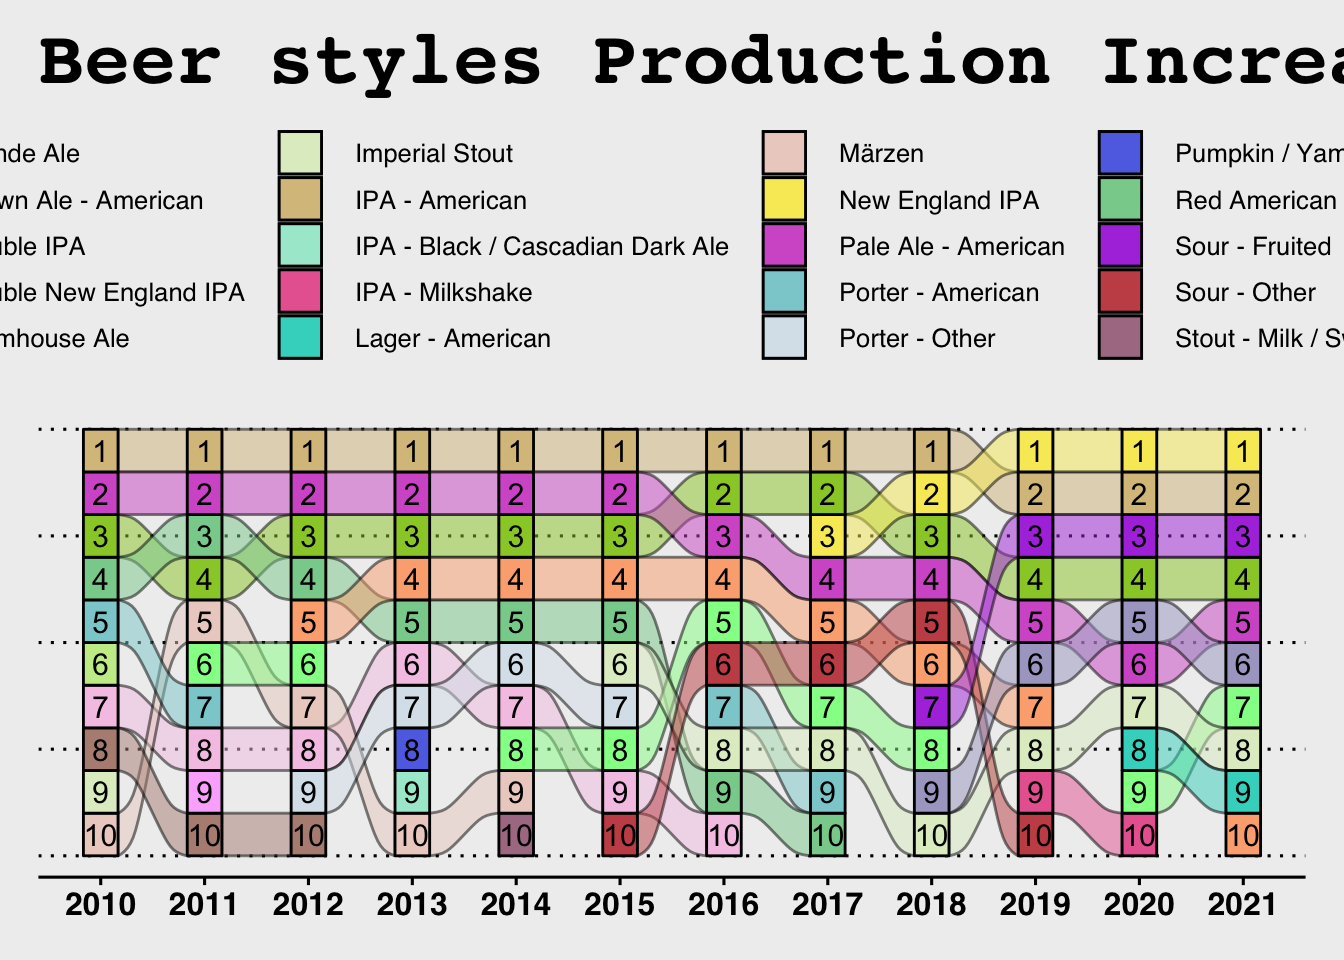 Beer styles Production Increa
nde Ale Imperial Stout Märzen Pumpkin / Yam
wn Ale - American IPA - American New England IPA Red American
uble IPA IPA - Black / Cascadian Dark Ale Pale Ale - American Sour - Fruited
uble New England IPA IPA - Milkshake Porter - American Sour - Other
mhouse Ale Lager - American Porter - Other Stout - Milk / Sw
1 1 1 1 1 1 1 1 1 1 1 1
2 2 2 2 2 2 2 2 2 2 2 2
3 3 3 3 3 3 3 3 3 3 3 3
4 4 4 4 4 4 4 4 4 4 4 4
5 5 5 5 5 5 5 5 5 5 5 5
6 6 6 6 6 6 6 6 6 6 6 6
7 7 7 7 7 7 7 7 7 7 7 7
8 8 8 8 8 8 8 8 8 8 8 8
9 9 9 9 9 9 9 9 9 9 9 9
10 10 10 10 10 10 10 10 10 10 10 10
2010 2011 2012 2013 2014 2015 2016 2017 2018 2019 2020 2021